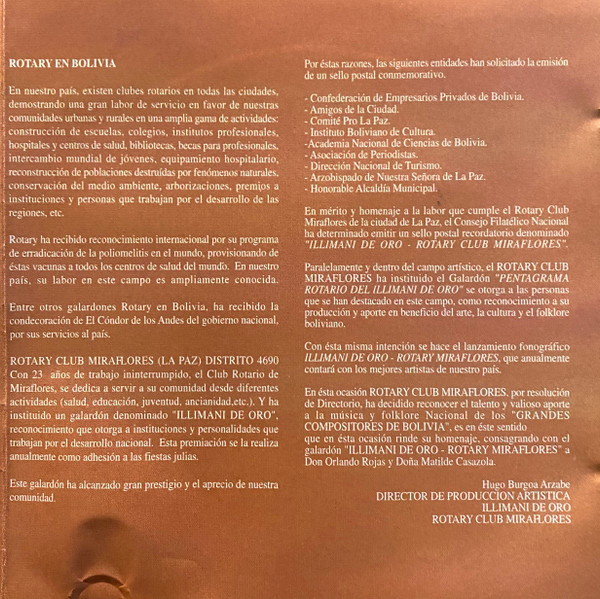 ROTARY EN BOLIVIA
En nuestro país, existen clubes rotarios en todas las ciudades,
demostrando una gran labor de servicio en favor de nuestras
comunidades urbanas y rurales en una amplia gama de actividades:
construcción de escuelas, colegios, institutos profesionales,
hospitales y centros de salud, bibliotecas, becas para profesionales,
intercambio mundial de jóvenes, equipamiento hospitalario,
reconstrucción de poblaciones destruídas por fenómenos naturales,
conservación del medio ambiente, arborizaciones, premios a
instituciones y personas que trabajan por el desarrollo de las
regiones, etc.
Rotary ha recibido reconocimiento internacional por su programa
de erradicación de la poliomelitis en el mundo, provisionando de
éstas vacunas a todos los centros de salud del mundo. En nuestro
país, su labor en este campo es ampliamente conocida.
Entre otros galardones Rotary en Bolivia, ha recibido la
condecoración de El Cóndor de los Andes del gobierno nacional,
por sus servicios al país.
ROTARY CLUB MIRAFLORES (LA PAZ) DISTRITO 4690
Con 23 años de trabajo ininterrumpido, el Club Rotario de
Miraflores, se dedica a servir a su comunidad desde diferentes
actividades (salud, educación, juventud, ancianidad,etc.). Y ha
instituido un galardón denominado "ILLIMANI DE ORO",
reconocimiento que otorga a instituciones y personalidades que
trabajan por el desarrollo nacional. Esta premiación se la realiza
anualmente como adhesión a las fiestas julias.
Este galardón ha alcanzado gran prestigio y el aprecio de nuestra
comunidad.
Por éstas razones, las siguientes entidades han solicitado la emisión
de un sello postal conmemorativo.
- Confederación de Empresarios Privados de Bolivia.
- Amigos de la Ciudad.
- Comité Pro La Paz.
- Instituto Boliviano de Cultura.
-Academia Nacional de Ciencias de Bolivia.
- Asociación de Periodistas.
- Dirección Nacional de Turismo.
- Arzobispado de Nuestra Señora de La Paz.
- Honorable Alcaldía Municipal.
En mérito y homenaje a la labor que cumple el Rotary Club
Miraflores de la ciudad de La Paz, el Consejo Filatélico Nacional
ha determinado emitir un sello postal recordatorio denominado
"ILLIMANI DE ORO - ROTARY CLUB MIRAFLORES".
Paralelamente y dentro del campo artístico, el ROTARY CLUB
MIRAFLORES ha instituido el Galardón "PENTAGRAMA
ROTARIO DEL ILLIMANI DE ORO" se otorga a las personas
que se han destacado en este campo, como reconocimiento a su
producción y aporte en beneficio del arte, la cultura y el folklore
boliviano.
Con ésta misma intención se hace el lanzamiento fonográfico
ILLIMANI DE ORO - ROTARY MIRAFLORES, que anualmente
contará con los mejores artistas de nuestro país.
En ésta ocasión ROTARY CLUB MIRAFLORES, por resolución
de Directorio, ha decidido reconocer el talento y valioso aporte
a la música y folklore Nacional de los "GRANDES
COMPOSITORES DE BOLIVIA", es en éste sentido
que en ésta ocasión rinde su homenaje, consagrando con el
galardón "ILLIMANI DE ORO - ROTARY MIRAFLORES" a
Don Orlando Rojas y Doña Matilde Casazola.
Hugo Burgoa Arzabe
DIRECTOR DE PRODUCCION ARTISTICA
ILLIMANI DE ORO
ROTARY CLUB MIRAFLORES